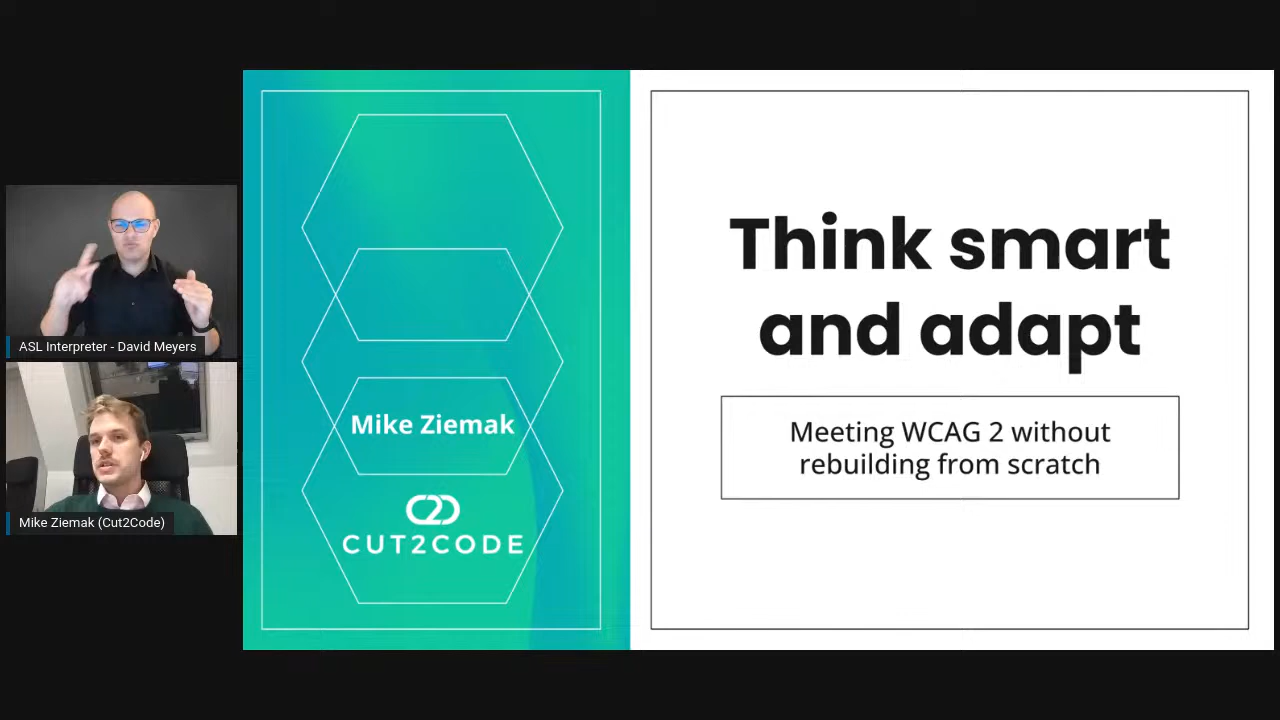 ASL Interpreter - David Meyers
Mike Ziemak (Cut2Code)
Mike Ziemak
CUT2CODE
Think smart
and adapt
Meeting WCAG 2 without
rebuilding from scratch